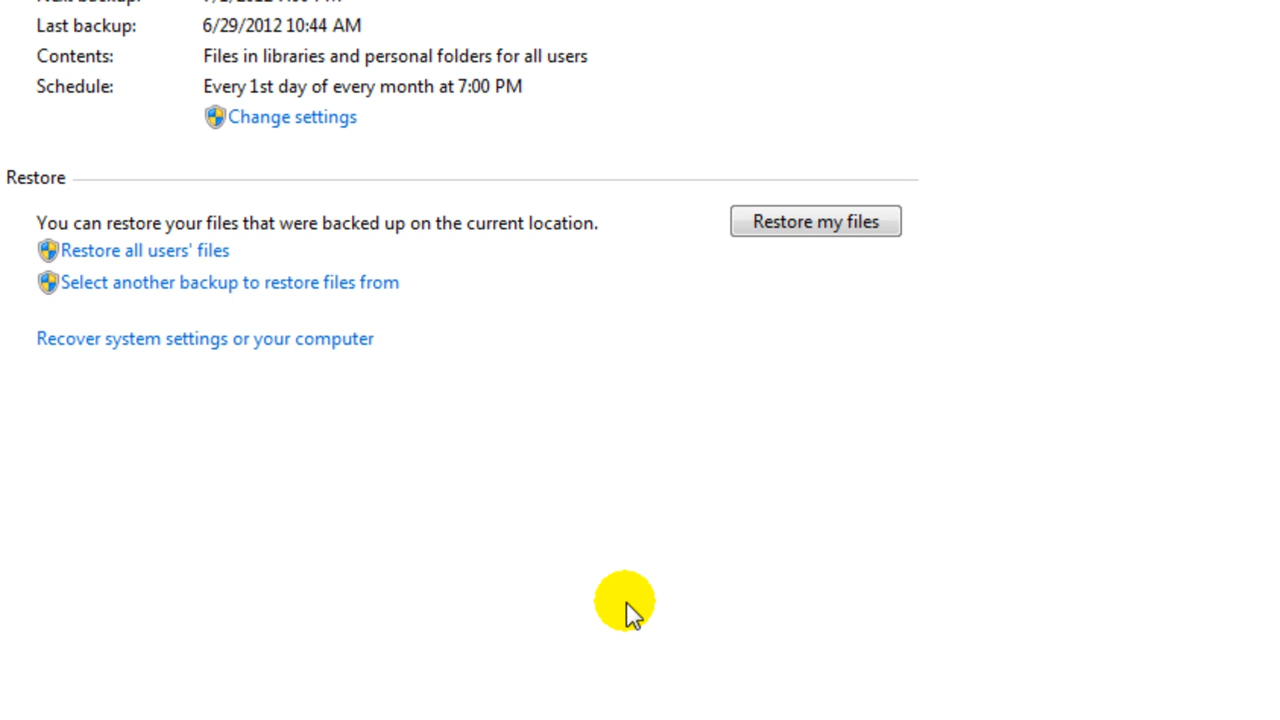 Last backup: 6/29/2012 10:44 AM
Contents: Files in libraries and personal folders for all users
Schedule: Every 1st day of every month at 7:00 PM
Change settings
Restore
You can restore your files that were backed up on the current location. Restore my files
Restore all users' files
Select another backup to restore files from
Recover system settings or your computer